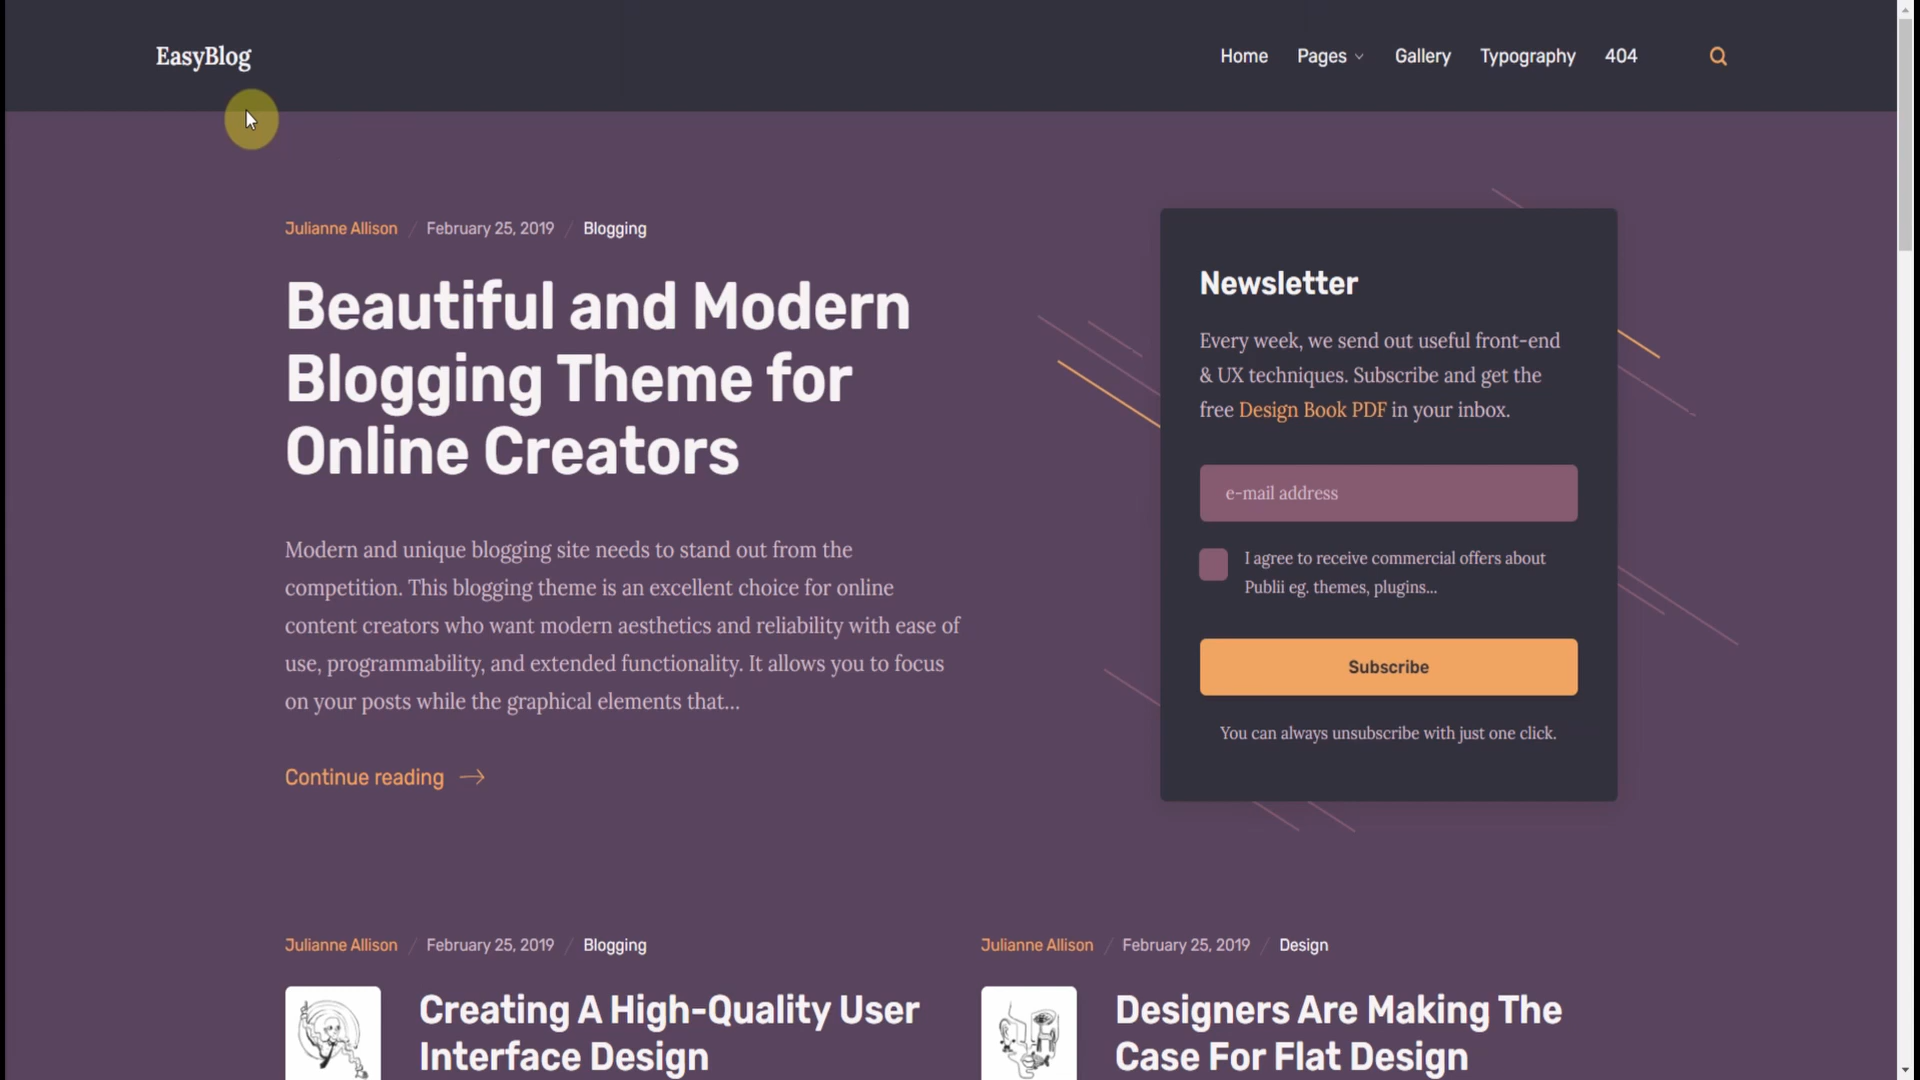 EasyBlog
Home Pages Gallery Typography 404
Julianne Allison / February 25, 2019 / Blogging
Beautiful and Modern
Blogging Theme for
Online Creators
Modern and unique blogging site needs to stand out from the
competition. This blogging theme is an excellent choice for online
content creators who want modern aesthetics and reliability with ease of
use, programmability, and extended functionality. It allows you to focus
on your posts while the graphical elements that...
Continue reading
Newsletter
Every week, we send out useful front-end
& UX techniques. Subscribe and get the
free Design Book PDF in your inbox.
e-mail address
I agree to receive commercial offers about
Publii eg. themes, plugins...
Subscribe
You can always unsubscribe with just one click.
Julianne Allison / February 25, 2019 / Blogging
Creating A High-Quality User
Interface Design
Julianne Allison / February 25, 2019 / Design
Designers Are Making The
Case For Flat Design